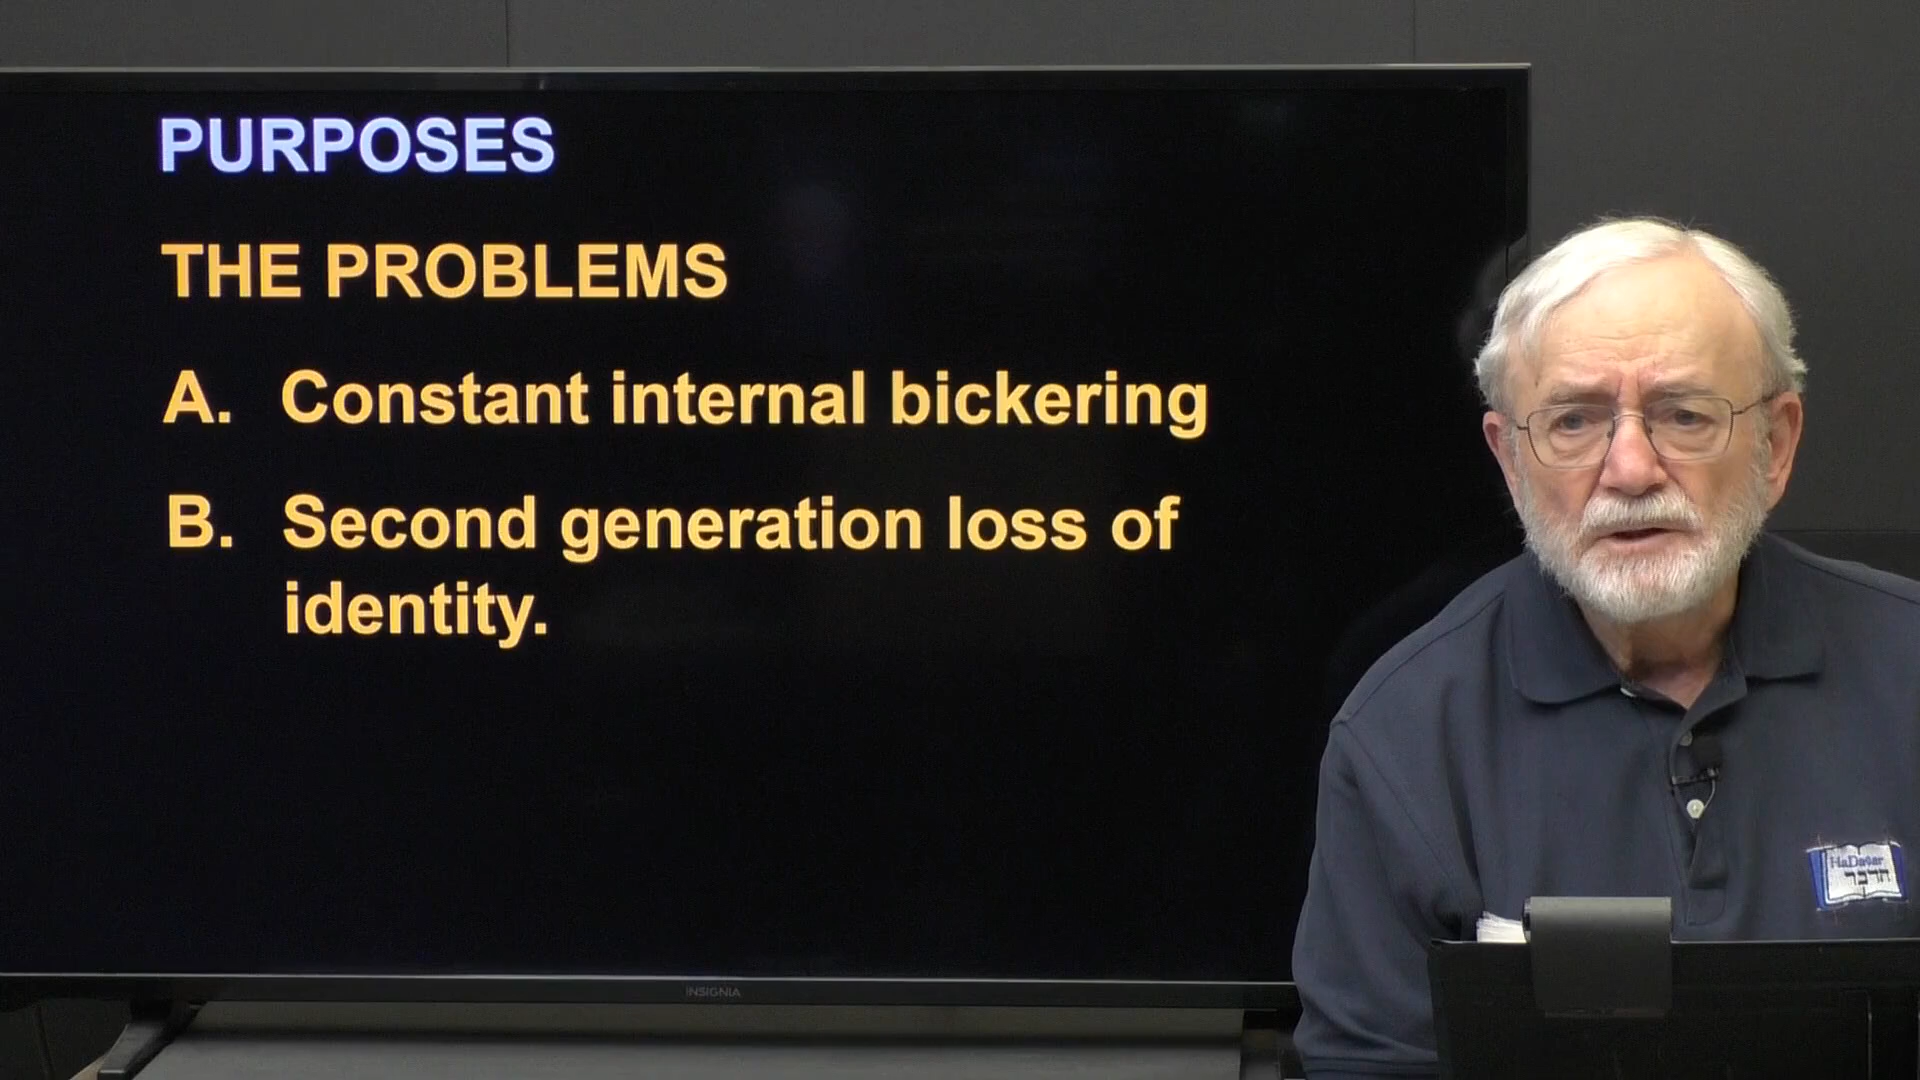 PURPOSES
THE PROBLEMS
A. Constant internal bickering
B. Second generation loss of
identity.
INSIGNIA
HaDavar
הדבר